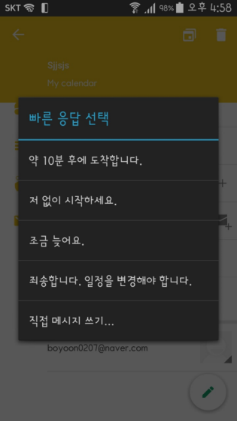 SKT 98% 오후 4:58
Sjjsjs
My calendar
빠른 응답 선택
약 10분 후에 도착합니다.
저 없이 시작하세요.
조금 늦어요.
죄송합니다. 일정을 변경해야 합니다.
직접 메시지 쓰기...
boyoon0207@naver.com